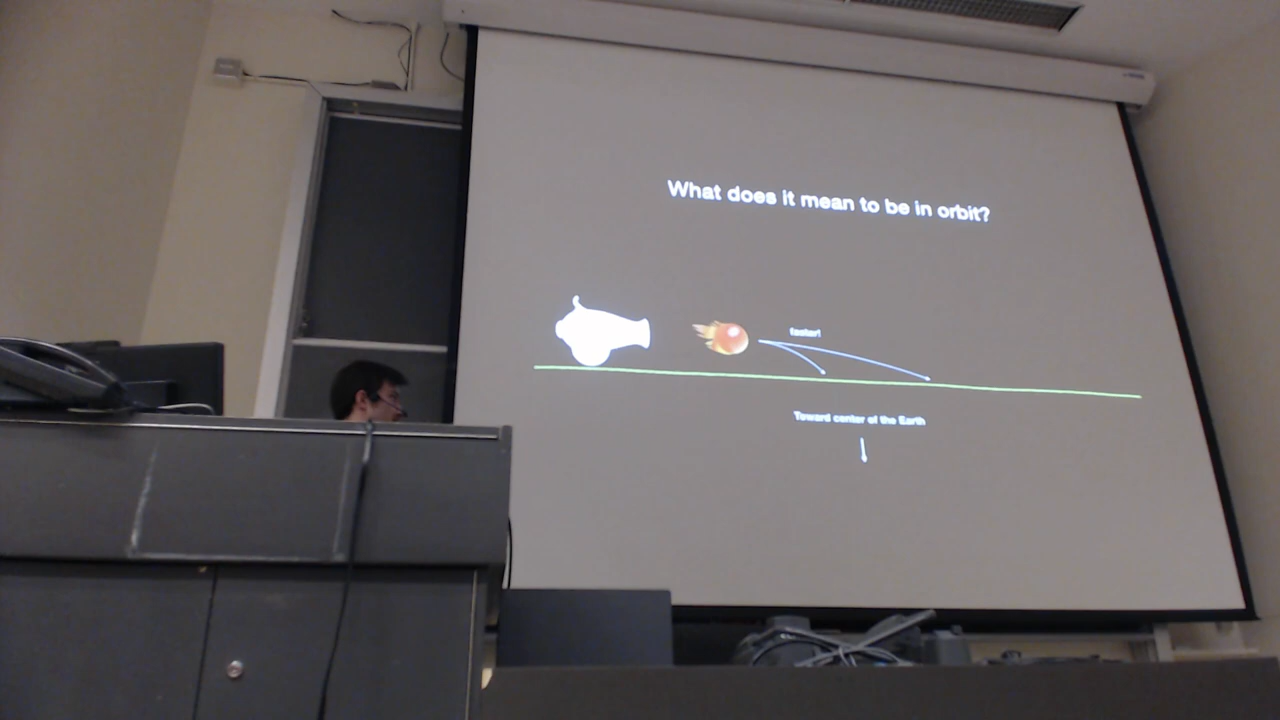 What does it mean to be in orbit?
faster!
Toward center of the Earth